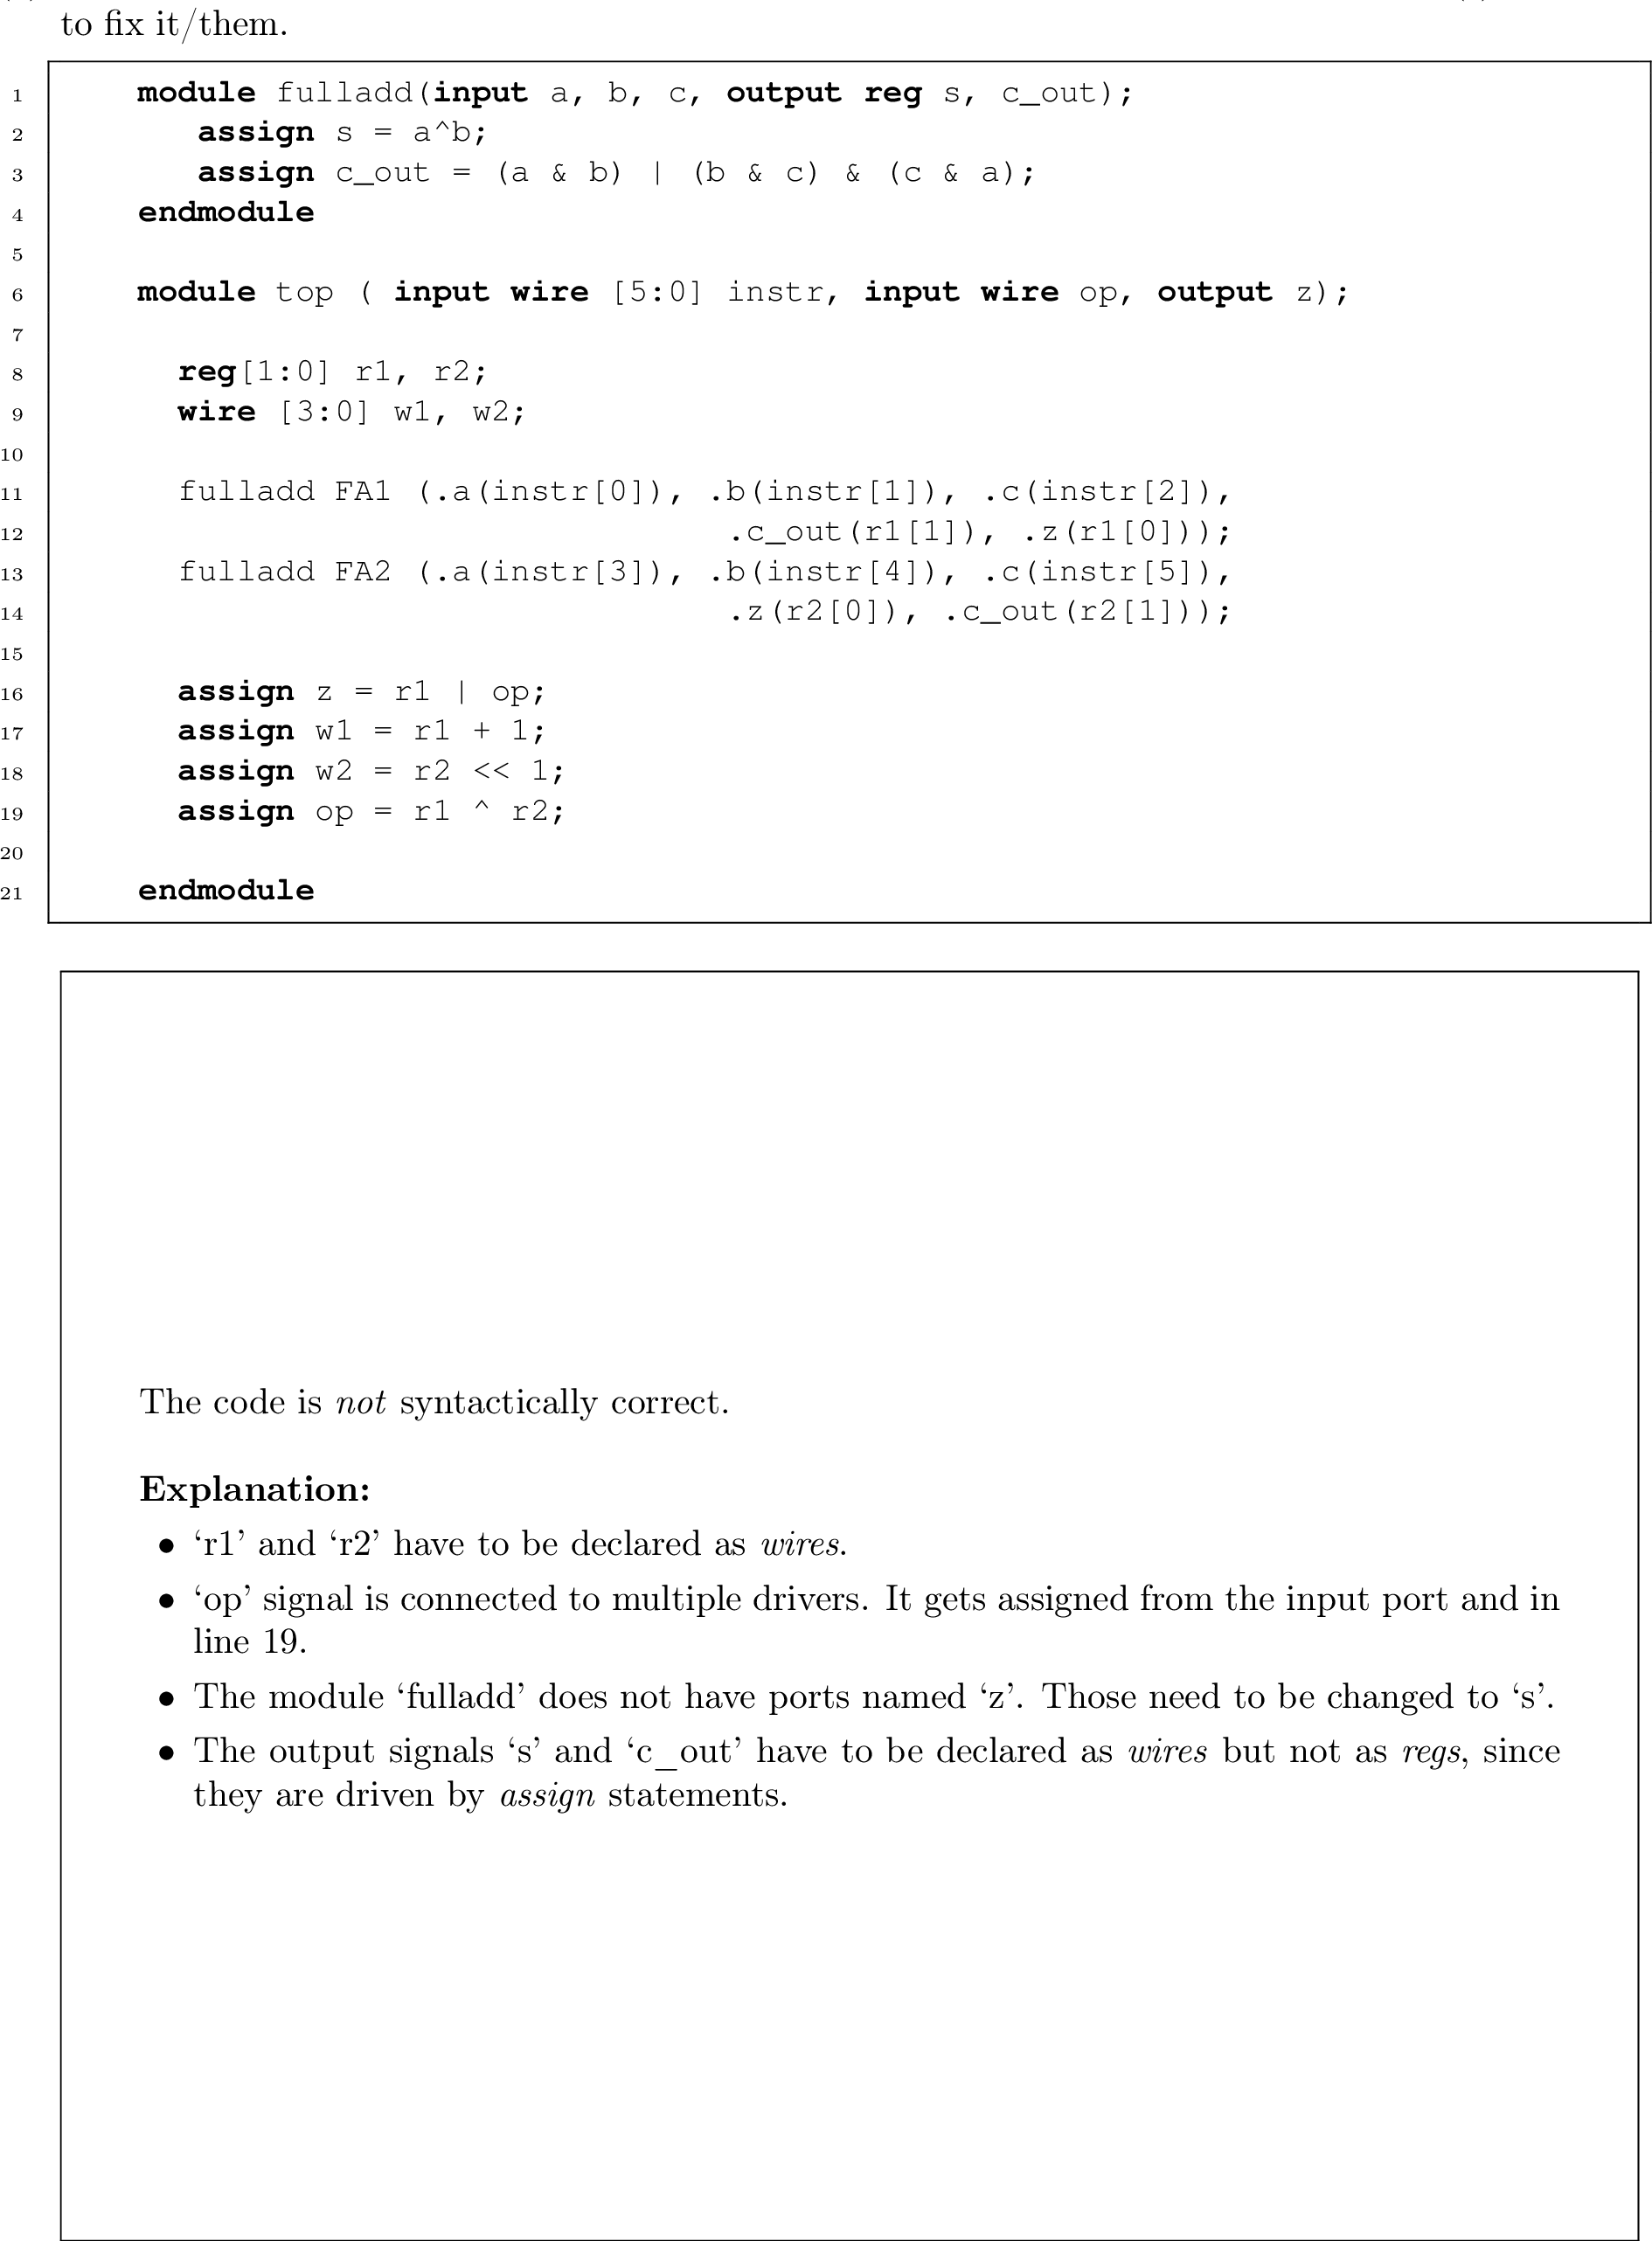 to fix it/them.
1 module fulladd(input a, b, c, output reg s, c_out);
2 assign s = a^b;
3 assign c_out = (a & b) | (b & c) & (c & a);
4 endmodule
5
6 module top ( input wire [5:0] instr, input wire op, output z);
7
8 reg[1:0] r1, r2;
9 wire [3:0] w1, w2;
10
11 fulladd FA1 (.a(instr[0]), .b(instr[1]), .c(instr[2]),
12 .c_out(r1[1]), .z(r1[0]));
13 fulladd FA2 (.a(instr[3]), .b(instr[4]), .c(instr[5]),
14 .z(r2[0]), .c_out(r2[1]));
15
16 assign z = r1 | op;
17 assign w1 = r1 + 1;
18 assign w2 = r2 << 1;
19 assign op = r1 ^ r2;
20
21 endmodule
The code is not syntactically correct.
Explanation:
• ‘r1’ and ‘r2’ have to be declared as wires.
• ‘op’ signal is connected to multiple drivers. It gets assigned from the input port and in
line 19.
• The module ‘fulladd’ does not have ports named ‘z’. Those need to be changed to ‘s’.
• The output signals ‘s’ and ‘c_out’ have to be declared as wires but not as regs, since
they are driven by assign statements.